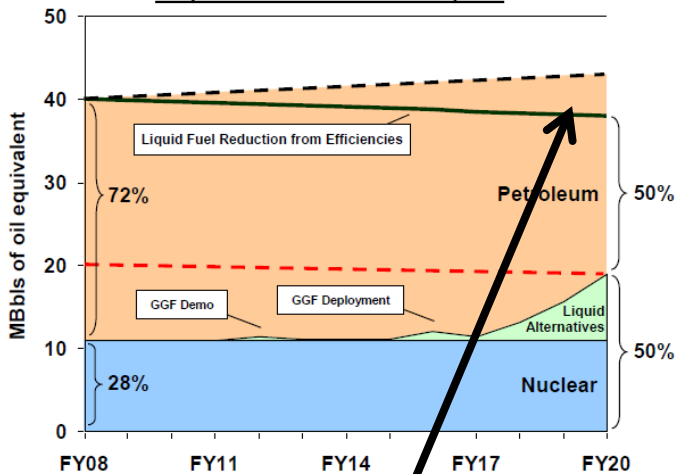 50
40
30
20
10
0
MBbls of oil equivalent
Liquid Fuel Reduction from Efficiencies
72%
Petroleum
50%
GGF Demo
GGF Deployment
Liquid
Alternatives
50%
28%
Nuclear
FY08
FY11
FY14
FY17
FY20